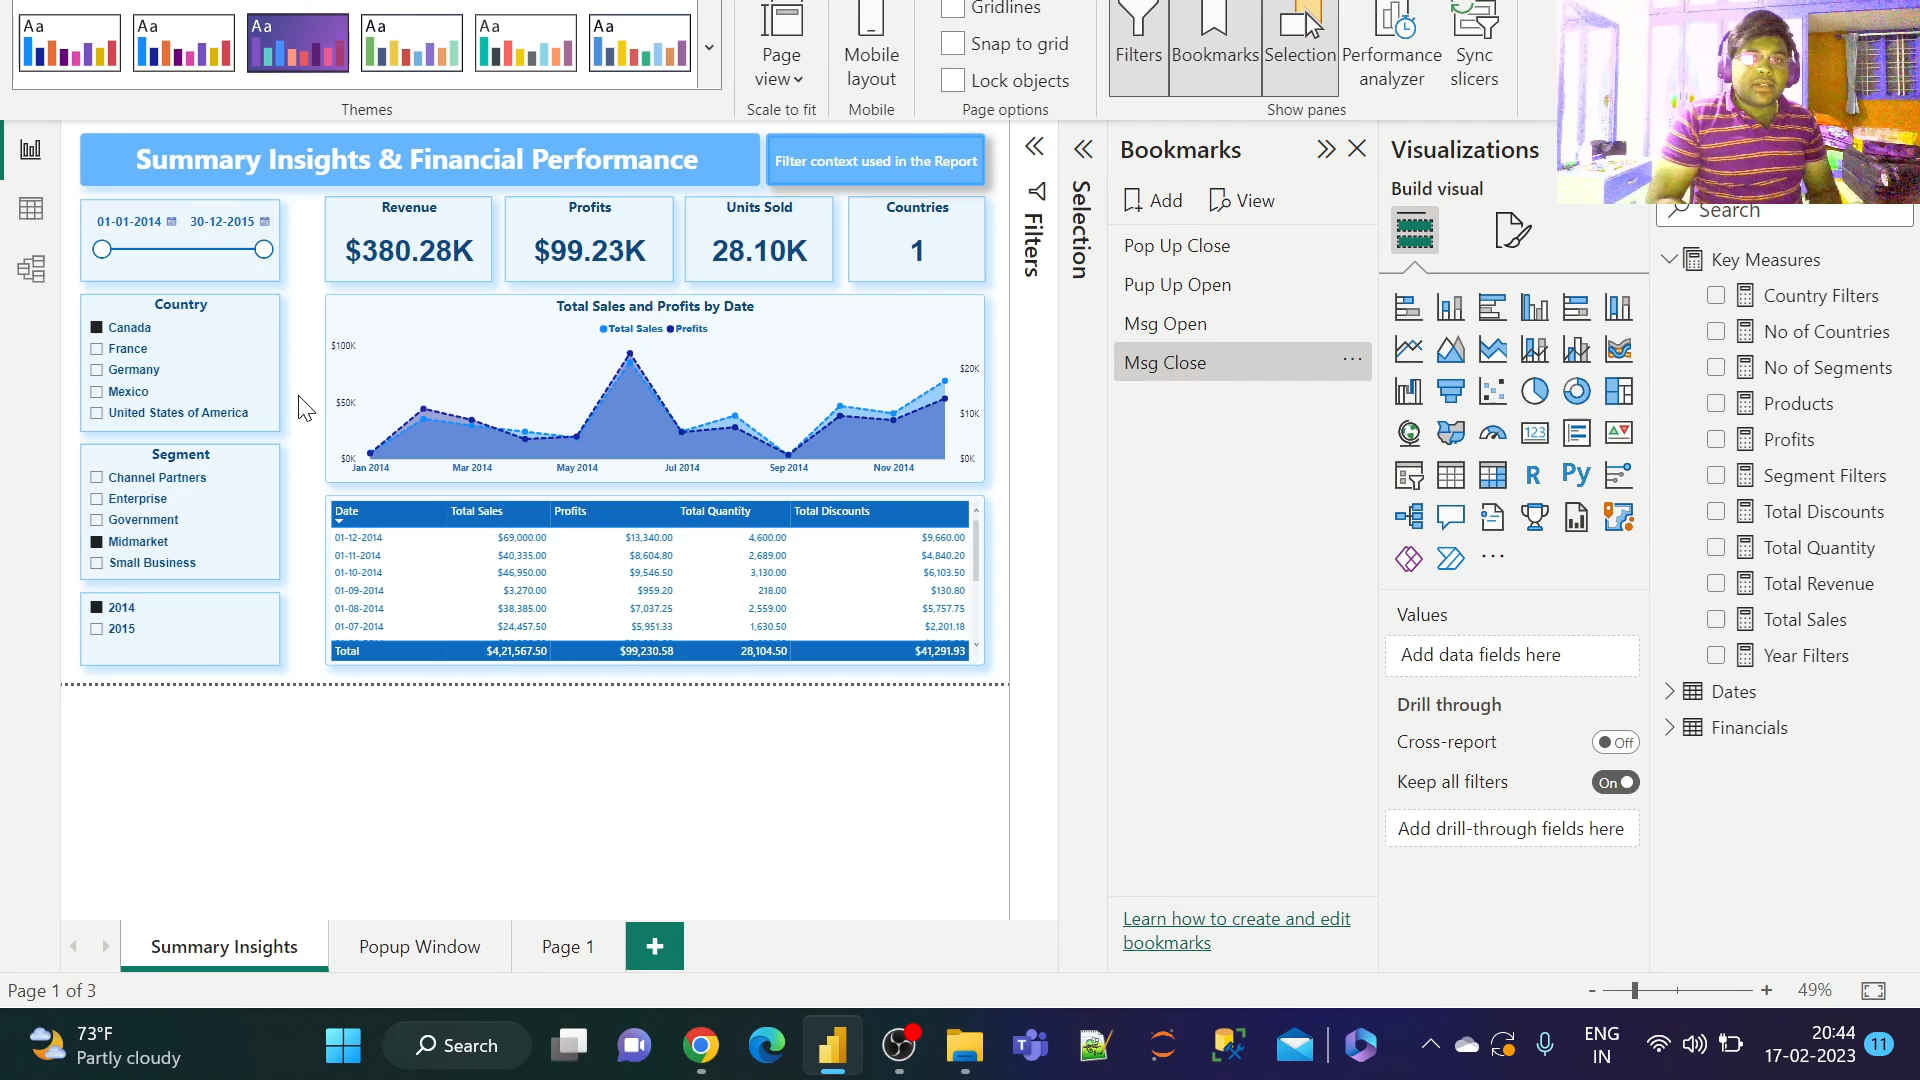 Aa Aa Aa Aa Aa Aa
Themes
Page
view
Scale to fit
Mobile
layout
Mobile
Gridlines
Snap to grid
Lock objects
Page options
Filters
Bookmarks
Selection
Performance
analyzer
Sync
slicers
Show panes
Summary Insights & Financial Performance
Filter context used in the Report
01-01-2014 30-12-2015
Revenue
$380.28K
Profits
$99.23K
Units Sold
28.10K
Countries
1
Country
Canada
France
Germany
Mexico
United States of America
Segment
Channel Partners
Enterprise
Government
Midmarket
Small Business
2014
2015
Total Sales and Profits by Date
Total Sales Profits
$100K
$50K
$0K
$20K
$10K
$0K
Jan 2014 Mar 2014 May 2014 Jul 2014 Sep 2014 Nov 2014
Date Total Sales Profits Total Quantity Total Discounts
01-12-2014 $69,000.00 $13,340.00 4,600.00 $9,660.00
01-11-2014 $40,335.00 $8,604.80 2,689.00 $4,840.20
01-10-2014 $46,950.00 $9,546.50 3,130.00 $6,103.50
01-09-2014 $3,270.00 $959.20 218.00 $130.80
01-08-2014 $38,385.00 $7,037.25 2,559.00 $5,757.75
01-07-2014 $24,457.50 $5,951.33 1,630.50 $2,201.18
Total $4,21,567.50 $99,230.58 28,104.50 $41,291.93
Filters
Selection
Bookmarks
Add View
Pop Up Close
Pup Up Open
Msg Open
Msg Close ...
Learn how to create and edit
bookmarks
Visualizations
Build visual
123
R
Py
...
Values
Add data fields here
Drill through
Cross-report Off
Keep all filters On
Add drill-through fields here
Search
Key Measures
Country Filters
No of Countries
No of Segments
Products
Profits
Segment Filters
Total Discounts
Total Quantity
Total Revenue
Total Sales
Year Filters
Dates
Financials
Summary Insights Popup Window Page 1 +
Page 1 of 3
- + 49%
73°F
Partly cloudy
Search
ENG
IN
20:44
17-02-2023
11